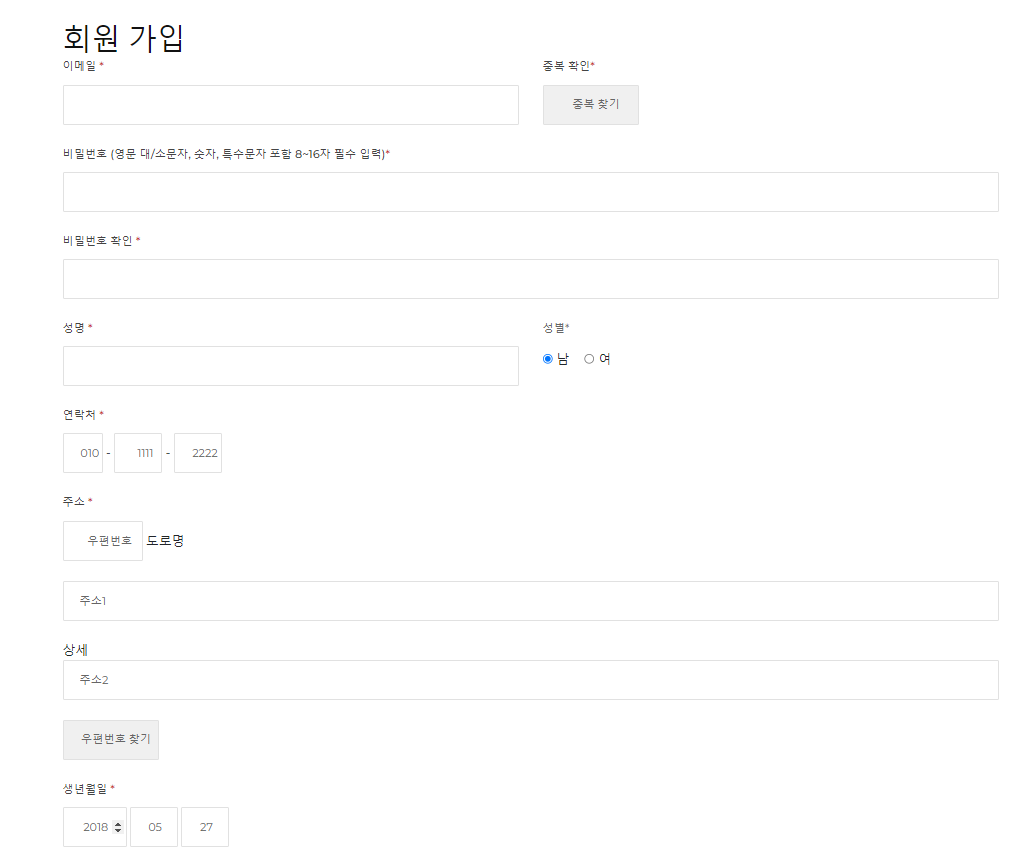 회원 가입
이메일 * 중복 확인*
중복 찾기
비밀번호 (영문 대/소문자, 숫자, 특수문자 포함 8~16자 필수 입력)*
비밀번호 확인 *
성명 * 성별*
남 여
연락처 *
010 - 1111 - 2222
주소 *
우편번호 도로명
주소1
상세
주소2
우편번호 찾기
생년월일 *
2018 05 27